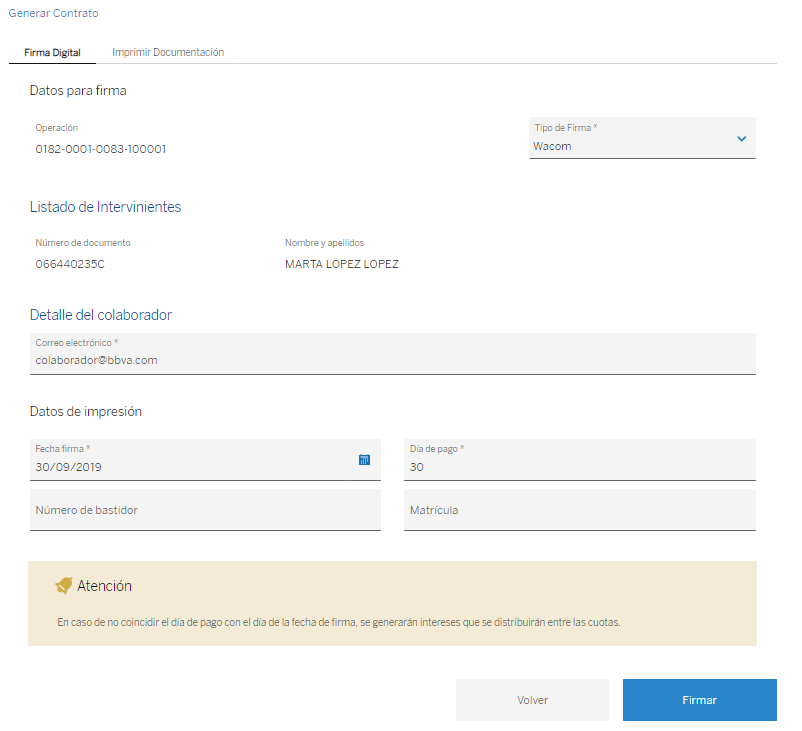 Generar Contrato
Firma Digital Imprimir Documentación
Datos para firma
Operación Tipo de Firma *
0182-0001-0083-100001 Wacom
Listado de Intervinientes
Número de documento Nombre y apellidos
066440235C MARTA LOPEZ LOPEZ
Detalle del colaborador
Correo electrónico *
colaborador@bbva.com
Datos de impresión
Fecha firma * Día de pago *
30/09/2019 30
Número de bastidor Matrícula
Atención
En caso de no coincidir el día de pago con el día de la fecha de firma, se generarán intereses que se distribuirán entre las cuotas.
Volver Firmar